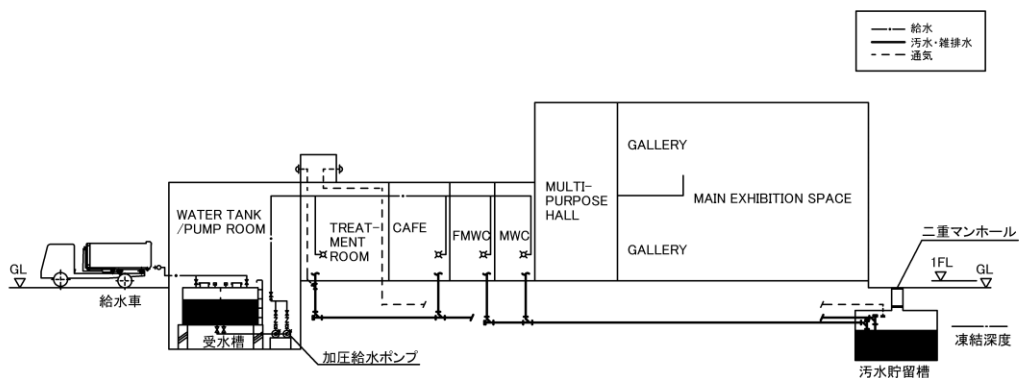 給水
汚水・雑排水
通気
GALLERY
MULTI-
PURPOSE
HALL
MAIN EXHIBITION SPACE
GALLERY
WATER TANK
/PUMP ROOM
TREAT-
MENT
ROOM
CAFE
FMWC
MWC
二重マンホール
GL
1FL
GL
給水車
受水槽
加圧給水ポンプ
凍結深度
汚水貯留槽